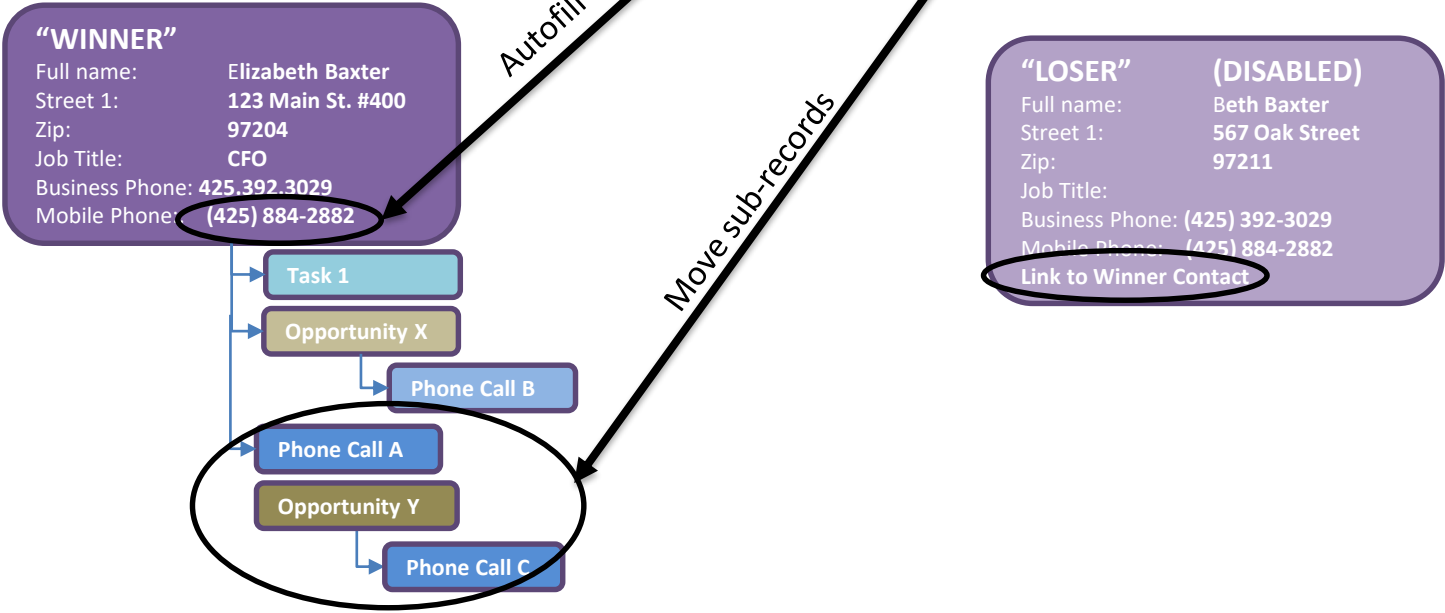 Autofill
“WINNER”
Full name: Elizabeth Baxter
Street 1: 123 Main St. #400
Zip: 97204
Job Title: CFO
Business Phone: 425.392.3029
Mobile Phone: (425) 884-2882
“LOSER” (DISABLED)
Full name: Beth Baxter
Street 1: 567 Oak Street
Zip: 97211
Job Title:
Business Phone: (425) 392-3029
Mobile Phone: (425) 884-2882
Link to Winner Contact
Move sub-records
Task 1
Opportunity X
Phone Call B
Phone Call A
Opportunity Y
Phone Call C